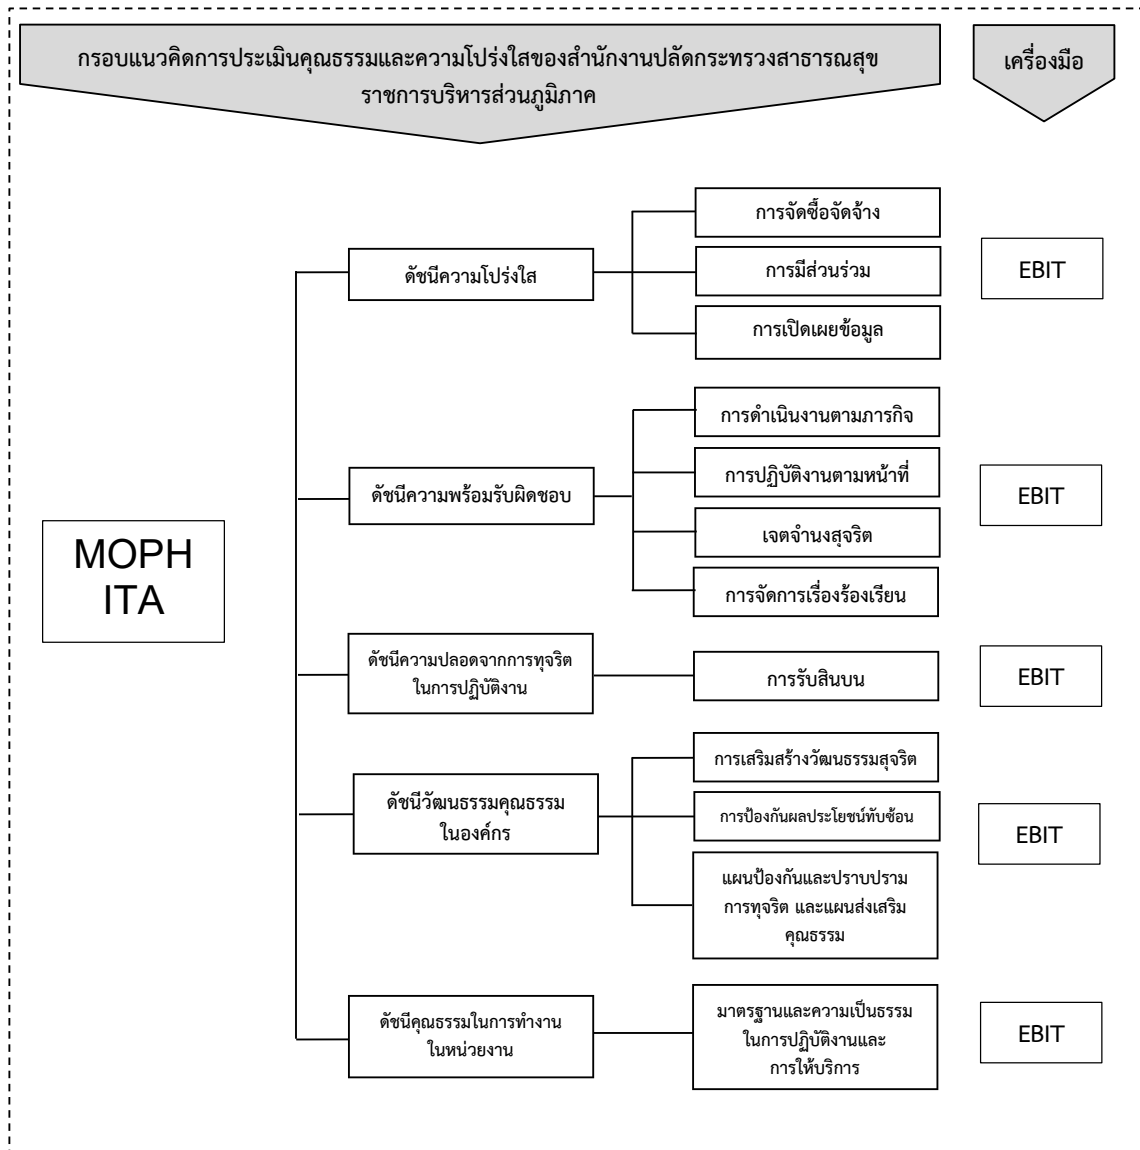 กรอบแนวคิดการประเมินคุณธรรมและความโปร่งใสของสำนักงานปลัดกระทรวงสาธารณสุข
ราชการบริหารส่วนภูมิภาค
เครื่องมือ
MOPH
ITA
ดัชนีความโปร่งใส
การจัดซื้อจัดจ้าง
การมีส่วนร่วม
การเปิดเผยข้อมูล
EBIT
ดัชนีความพร้อมรับผิดชอบ
การดำเนินงานตามภารกิจ
การปฏิบัติงานตามหน้าที่
เจตจำนงสุจริต
การจัดการเรื่องร้องเรียน
EBIT
ดัชนีความปลอดจากการทุจริต
ในการปฏิบัติงาน
การรับสินบน
EBIT
ดัชนีวัฒนธรรมคุณธรรม
ในองค์กร
การเสริมสร้างวัฒนธรรมสุจริต
การป้องกันผลประโยชน์ทับซ้อน
แผนป้องกันและปราบปราม
การทุจริต และแผนส่งเสริม
คุณธรรม
EBIT
ดัชนีคุณธรรมในการทำงาน
ในหน่วยงาน
มาตรฐานและความเป็นธรรม
ในการปฏิบัติงานและ
การให้บริการ
EBIT